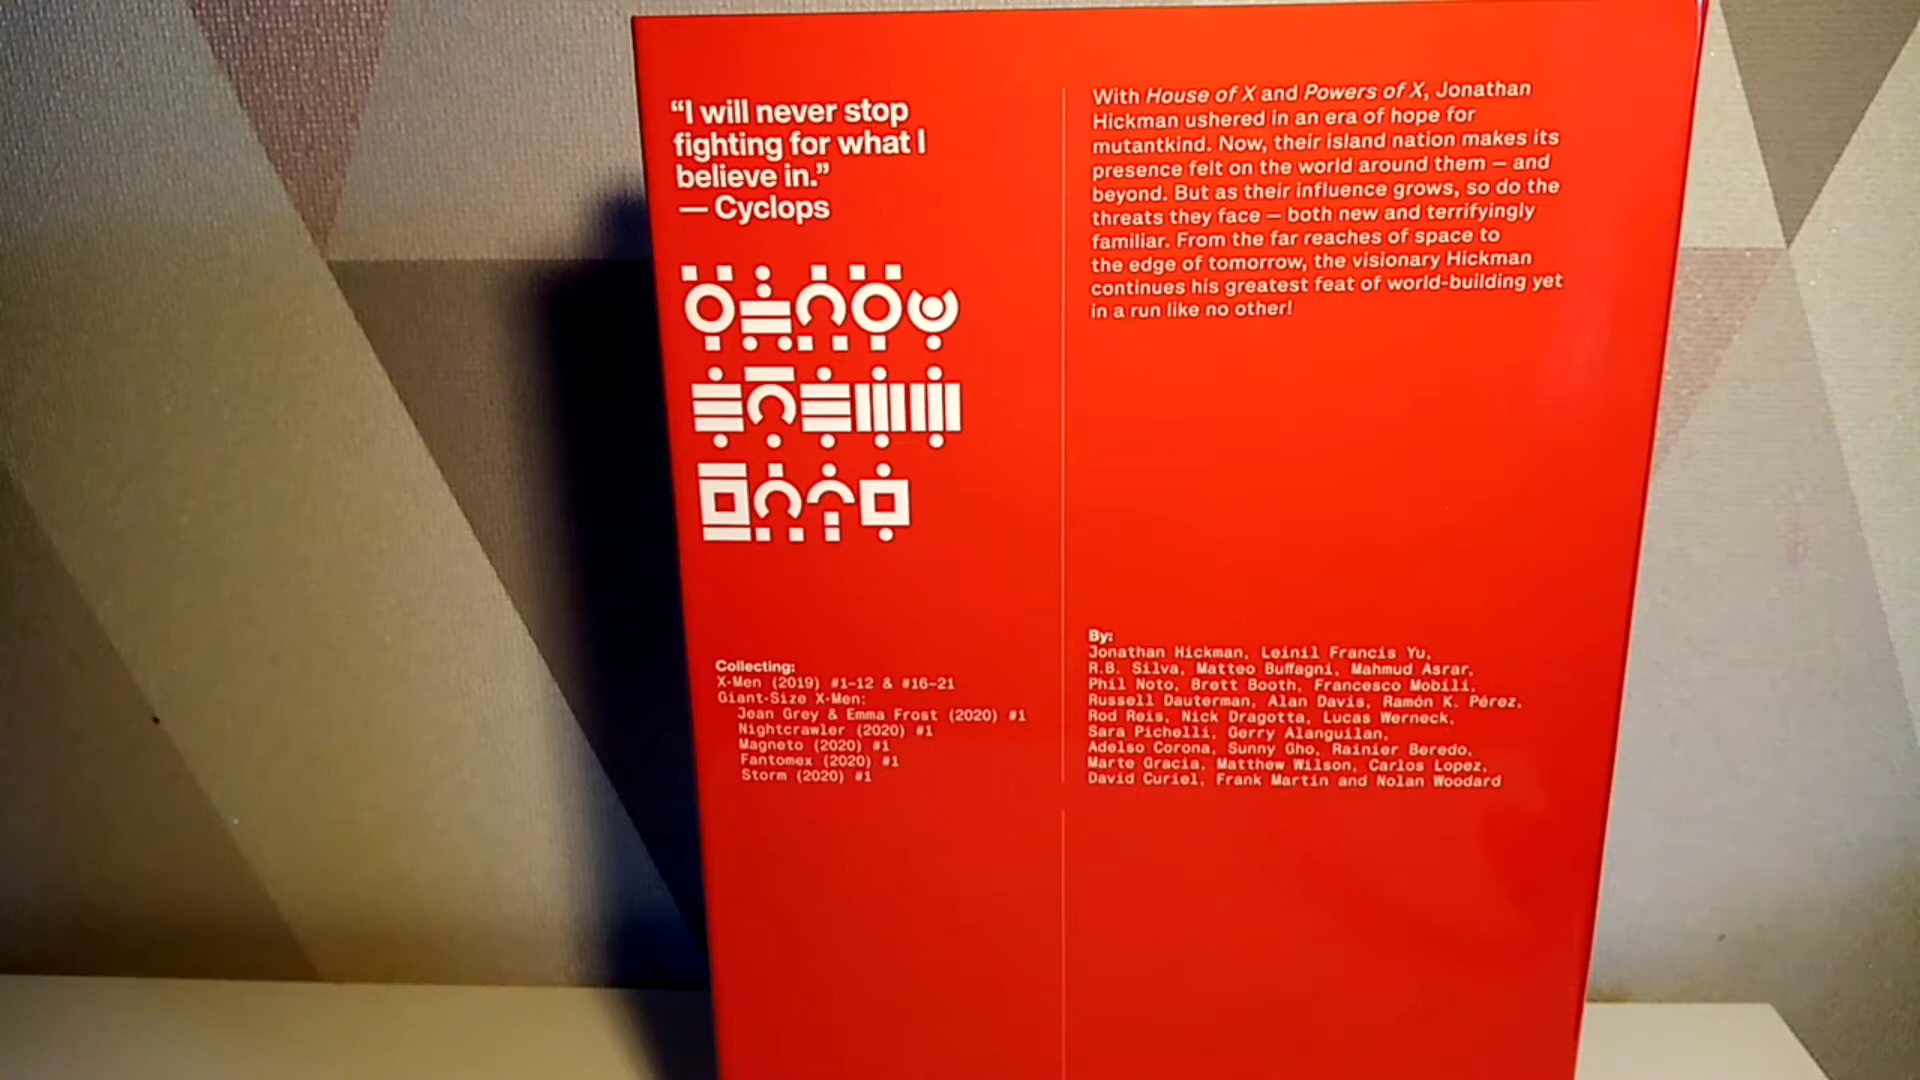 “I will never stop
fighting for what I
believe in.”
— Cyclops
With House of X and Powers of X, Jonathan
Hickman ushered in an era of hope for
mutantkind. Now, their island nation makes its
presence felt on the world around them — and
beyond. But as their influence grows, so do the
threats they face — both new and terrifyingly
familiar. From the far reaches of space to
the edge of tomorrow, the visionary Hickman
continues his greatest feat of world-building yet
in a run like no other!
Collecting:
X-Men (2019) #1–12 & #16–21
Giant-Size X-Men:
Jean Grey & Emma Frost (2020) #1
Nightcrawler (2020) #1
Magneto (2020) #1
Fantomex (2020) #1
Storm (2020) #1
By:
Jonathan Hickman, Leinil Francis Yu,
R.B. Silva, Matteo Buffagni, Mahmud Asrar,
Phil Noto, Brett Booth, Francesco Mobili,
Russell Dauterman, Alan Davis, Ramón K. Pérez,
Rod Reis, Nick Dragotta, Lucas Werneck,
Sara Pichelli, Gerry Alanguilan,
Adelso Corona, Sunny Gho, Rainier Beredo,
Marte Gracia, Matthew Wilson, Carlos Lopez,
David Curiel, Frank Martin and Nolan Woodard